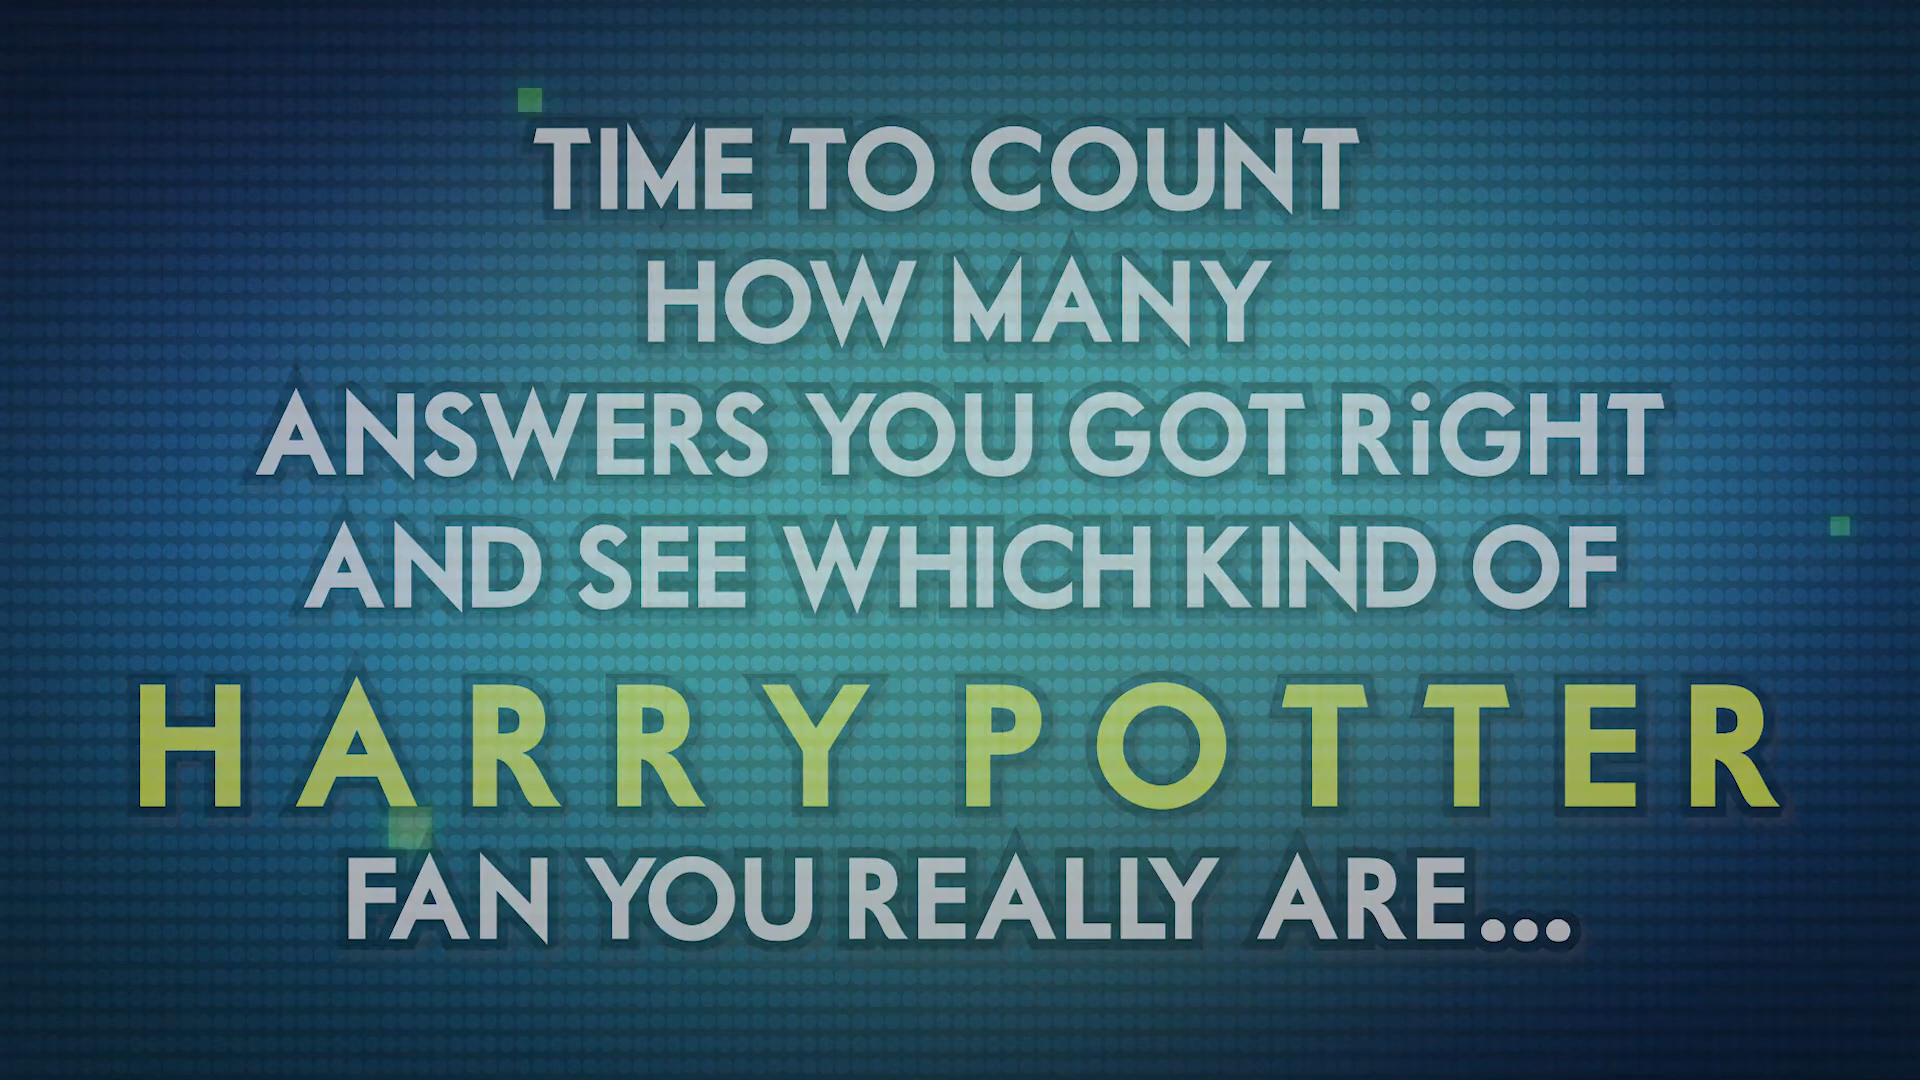 TIME TO COUNT
HOW MANY
ANSWERS YOU GOT RiGHT
AND SEE WHICH KIND OF
HARRY POTTER
FAN YOU REALLY ARE...